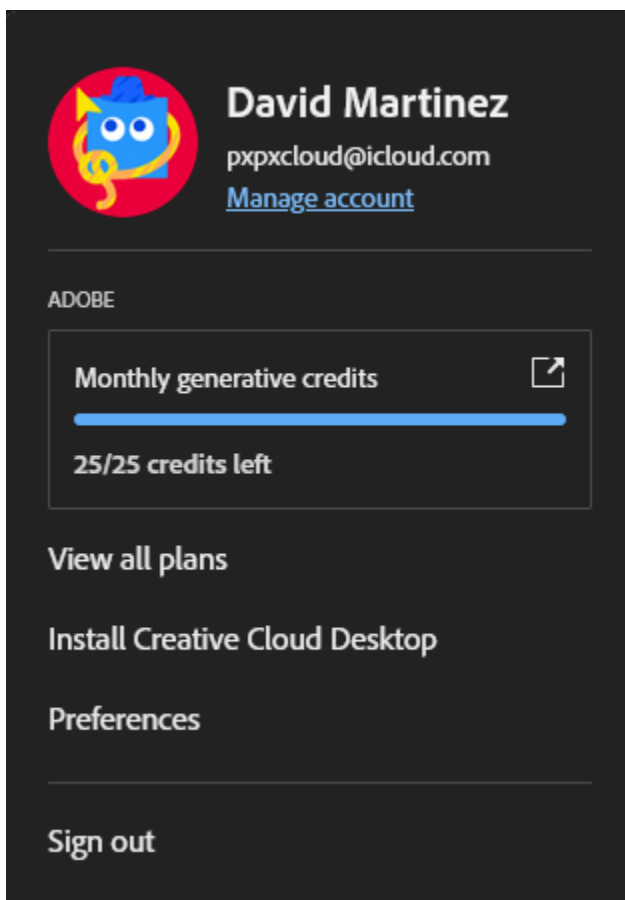 David Martinez
pxpxcloud@icloud.com
Manage account
ADOBE
Monthly generative credits
25/25 credits left
View all plans
Install Creative Cloud Desktop
Preferences
Sign out